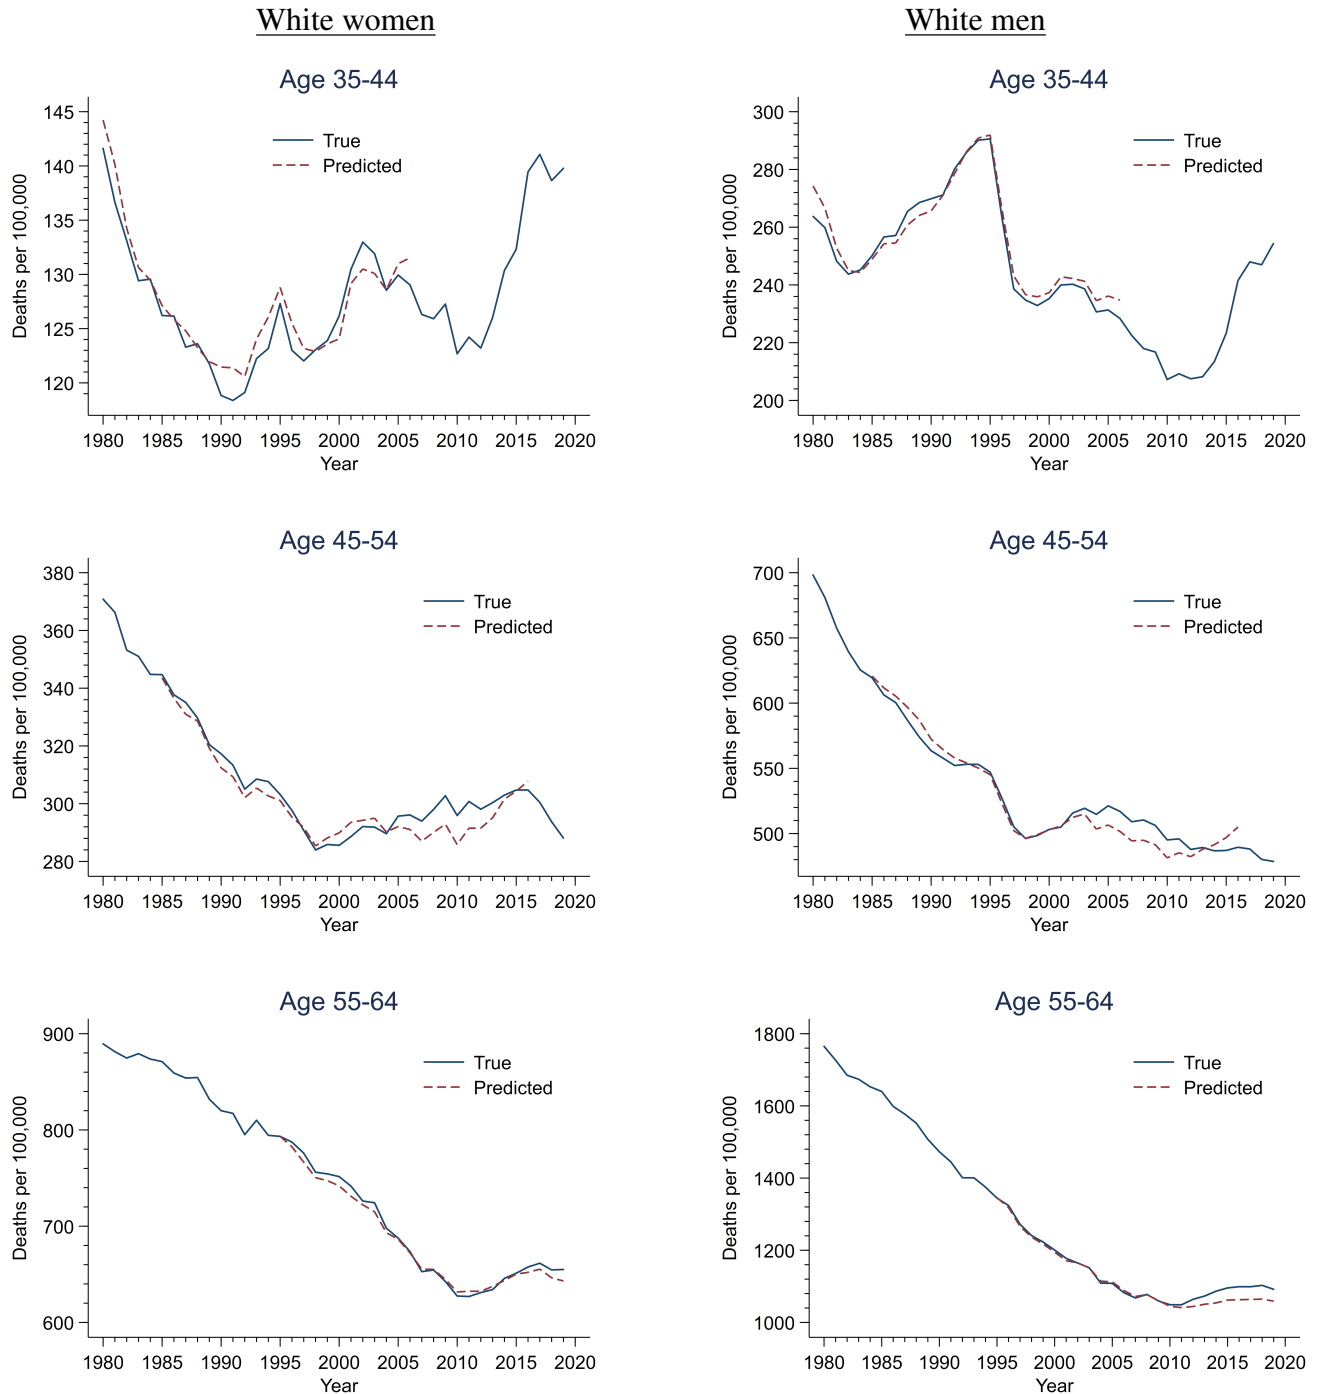 White women
White men
Age 35-44
145
140
135
130
125
120
Deaths per 100,000
True
Predicted
1980 1985 1990 1995 2000 2005 2010 2015 2020
Year
Age 35-44
300
280
260
240
220
200
Deaths per 100,000
True
Predicted
1980 1985 1990 1995 2000 2005 2010 2015 2020
Year
Age 45-54
380
360
340
320
300
280
Deaths per 100,000
True
Predicted
1980 1985 1990 1995 2000 2005 2010 2015 2020
Year
Age 45-54
700
650
600
550
500
Deaths per 100,000
True
Predicted
1980 1985 1990 1995 2000 2005 2010 2015 2020
Year
Age 55-64
900
800
700
600
Deaths per 100,000
True
Predicted
1980 1985 1990 1995 2000 2005 2010 2015 2020
Year
Age 55-64
1800
1600
1400
1200
1000
Deaths per 100,000
True
Predicted
1980 1985 1990 1995 2000 2005 2010 2015 2020
Year